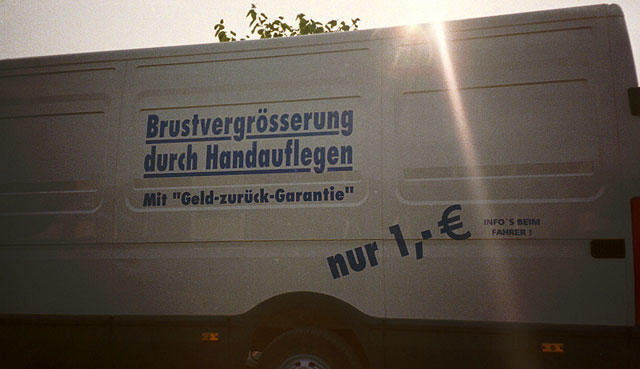 Brustvergrösserung
durch Handauflegen
Mit "Geld-zurück-Garantie"
nur 1,- €
INFO´S BEIM
FAHRER !